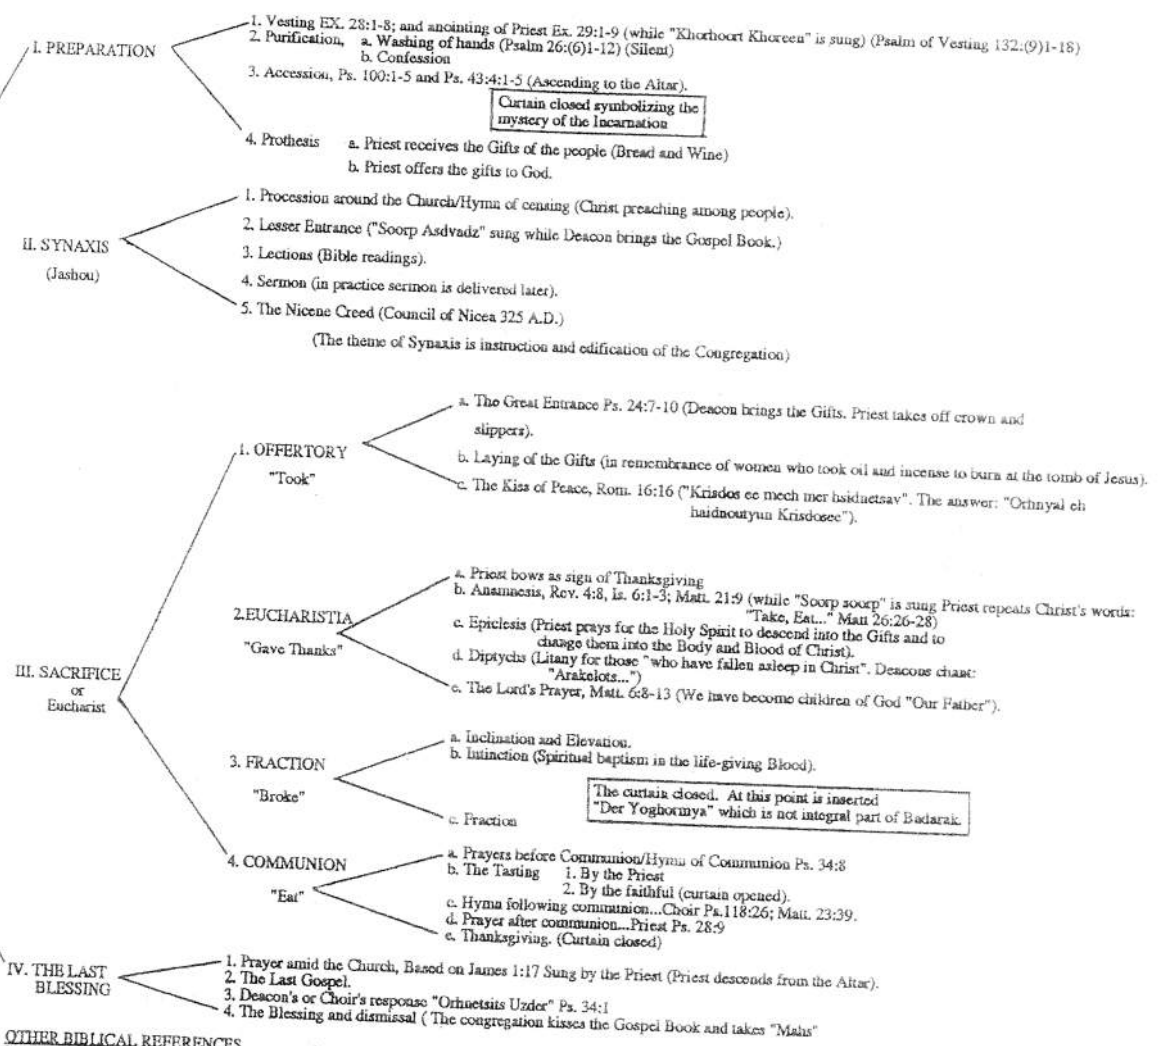 I. PREPARATION
1. Vesting EX. 28:1-8; and anointing of Priest Ex. 29:1-9 (while "Khorhoort Khoreen" is sung) (Psalm of Vesting 132:(9)1-18)
2. Purification, a. Washing of hands (Psalm 26:(6)1-12) (Silent)
b. Confession
3. Accession, Ps. 100:1-5 and Ps. 43:4:1-5 (Ascending to the Altar).
Curtain closed symbolizing the
mystery of the Incarnation
4. Prothesis a. Priest receives the Gifts of the people (Bread and Wine)
b. Priest offers the gifts to God.
II. SYNAXIS
(Jashou)
1. Procession around the Church/Hymn of censing (Christ preaching among people).
2. Lesser Entrance ("Soorp Asdvadz" sung while Deacon brings the Gospel Book.)
3. Lections (Bible readings).
4. Sermon (in practice sermon is delivered later).
5. The Nicene Creed (Council of Nicea 325 A.D.)
(The theme of Synaxis is instruction and edification of the Congregation)
III. SACRIFICE
or
Eucharist
1. OFFERTORY
"Took"
a. The Great Entrance Ps. 24:7-10 (Deacon brings the Gifts. Priest takes off crown and
slippers).
b. Laying of the Gifts (in remembrance of women who took oil and incense to burn at the tomb of Jesus).
c. The Kiss of Peace, Rom. 16:16 ("Krisdos ee mech mer hsidnetsav". The answer: "Orhnyal eh
haidnoutyun Krisdosee").
2.EUCHARISTIA
"Gave Thanks"
a. Priest bows as sign of Thanksgiving
b. Anamnesis, Rev. 4:8, Is. 6:1-3; Matt. 21:9 (while "Soorp soorp" is sung Priest repeats Christ's words:
"Take, Eat..." Matt 26:26-28)
c. Epiclesis (Priest prays for the Holy Spirit to descend into the Gifts and to
change them into the Body and Blood of Christ).
d. Diptychs (Litany for those "who have fallen asleep in Christ". Deacons chant:
"Arakelots...")
e. The Lord's Prayer, Matt. 6:8-13 (We have become children of God "Our Father").
3. FRACTION
"Broke"
a. Inclination and Elevation.
b. Intinction (Spiritual baptism in the life-giving Blood).
The curtain closed. At this point is inserted
"Der Yoghormya" which is not integral part of Badarak.
c. Fraction
4. COMMUNION
"Eat"
a. Prayers before Communion/Hymn of Communion Ps. 34:8
b. The Tasting 1. By the Priest
2. By the faithful (curtain opened).
c. Hymn following communion...Choir Ps.118:26; Matt. 23:39.
d. Prayer after communion...Priest Ps. 28:9
e. Thanksgiving. (Curtain closed)
IV. THE LAST
BLESSING
1. Prayer amid the Church, Based on James 1:17 Sung by the Priest (Priest descends from the Altar).
2. The Last Gospel.
3. Deacon's or Choir's response "Orhnetsits Uzder" Ps. 34:1
4. The Blessing and dismissal ( The congregation kisses the Gospel Book and takes "Mahs"
OTHER BIBLICAL REFERENCES